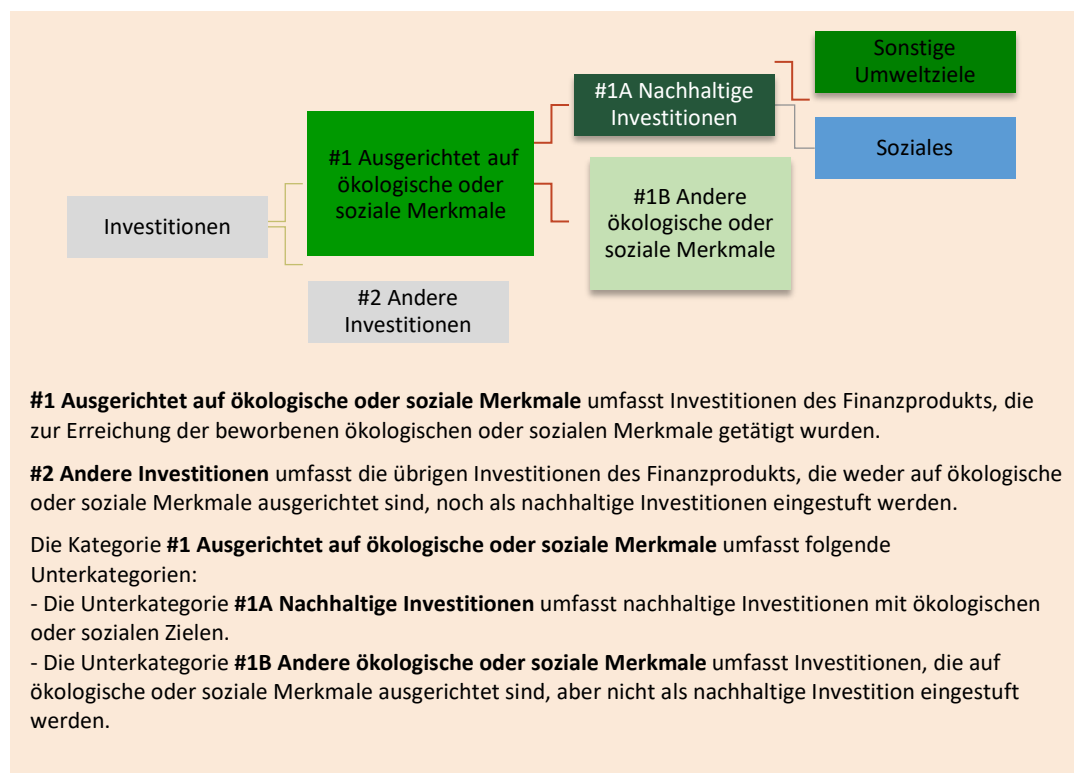 Sonstige
Umweltziele
#1A Nachhaltige
Investitionen
Soziales
#1 Ausgerichtet auf
ökologische oder
soziale Merkmale
#1B Andere
ökologische oder
soziale Merkmale
Investitionen
#2 Andere
Investitionen
#1 Ausgerichtet auf ökologische oder soziale Merkmale umfasst Investitionen des Finanzprodukts, die
zur Erreichung der beworbenen ökologischen oder sozialen Merkmale getätigt wurden.
#2 Andere Investitionen umfasst die übrigen Investitionen des Finanzprodukts, die weder auf ökologische
oder soziale Merkmale ausgerichtet sind, noch als nachhaltige Investitionen eingestuft werden.
Die Kategorie #1 Ausgerichtet auf ökologische oder soziale Merkmale umfasst folgende
Unterkategorien:
- Die Unterkategorie #1A Nachhaltige Investitionen umfasst nachhaltige Investitionen mit ökologischen
oder sozialen Zielen.
- Die Unterkategorie #1B Andere ökologische oder soziale Merkmale umfasst Investitionen, die auf
ökologische oder soziale Merkmale ausgerichtet sind, aber nicht als nachhaltige Investition eingestuft
werden.